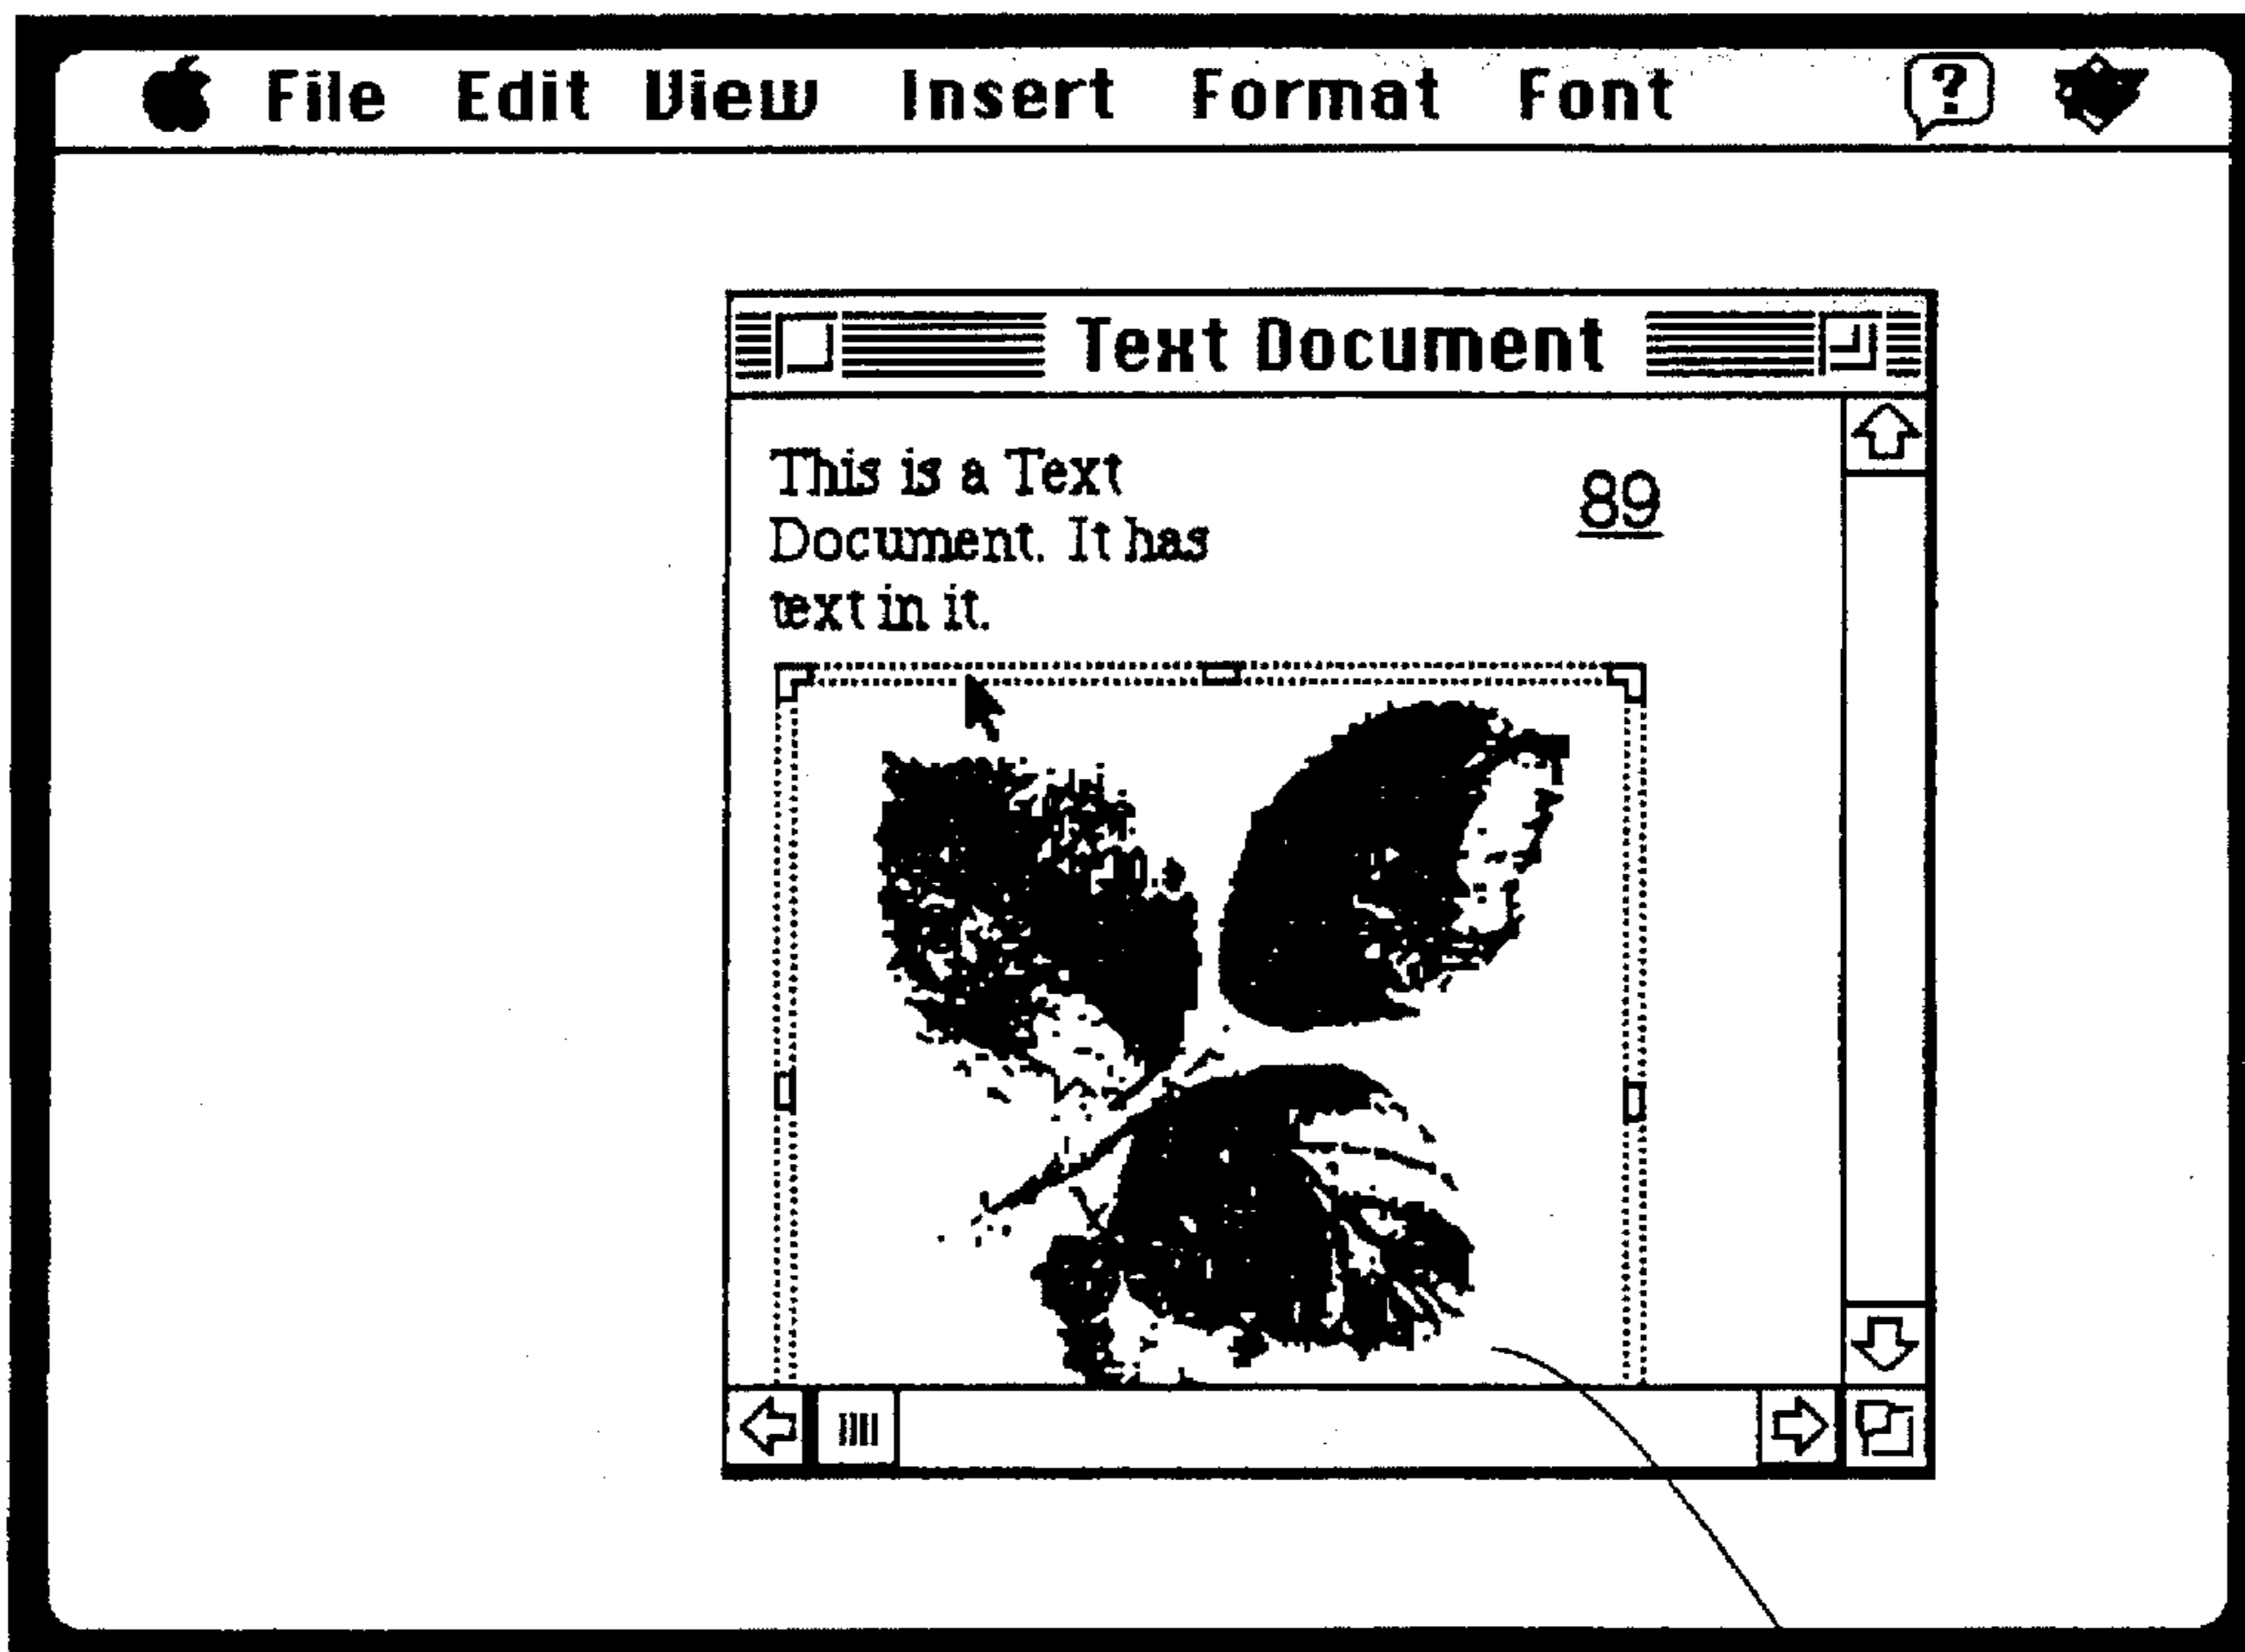 File Edit View Insert Format Font ?
Text Document
This is a Text
Document. It has
text in it.
89